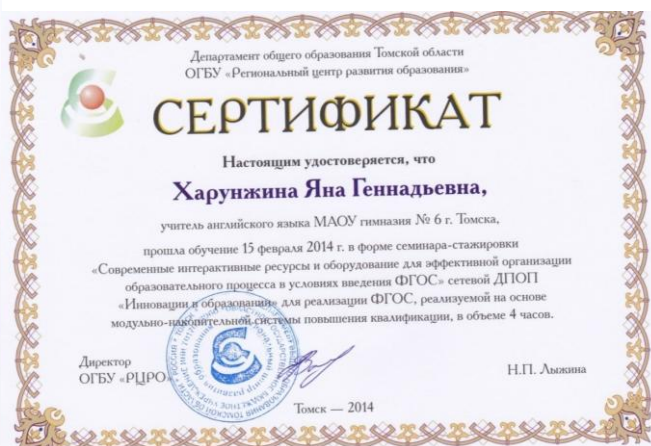 Департамент общего образования Томской области
ОГБУ «Региональный центр развития образования»
СЕРТИФИКАТ
Настоящим удостоверяется, что
Харунжина Яна Геннадьевна,
учитель английского языка МАОУ гимназия № 6 г. Томска,
прошла обучение 15 февраля 2014 г. в форме семинара-стажировки
«Современные интерактивные ресурсы и оборудование для эффективной организации
образовательного процесса в условиях введения ФГОС» сетевой ДПОП
«Инновации в образовании» для реализации ФГОС, реализуемой на основе
модульно-накопительной системы повышения квалификации, в объеме 4 часов.
Директор
ОГБУ «РЦРО»
Н.П. Лыжина
Томск — 2014